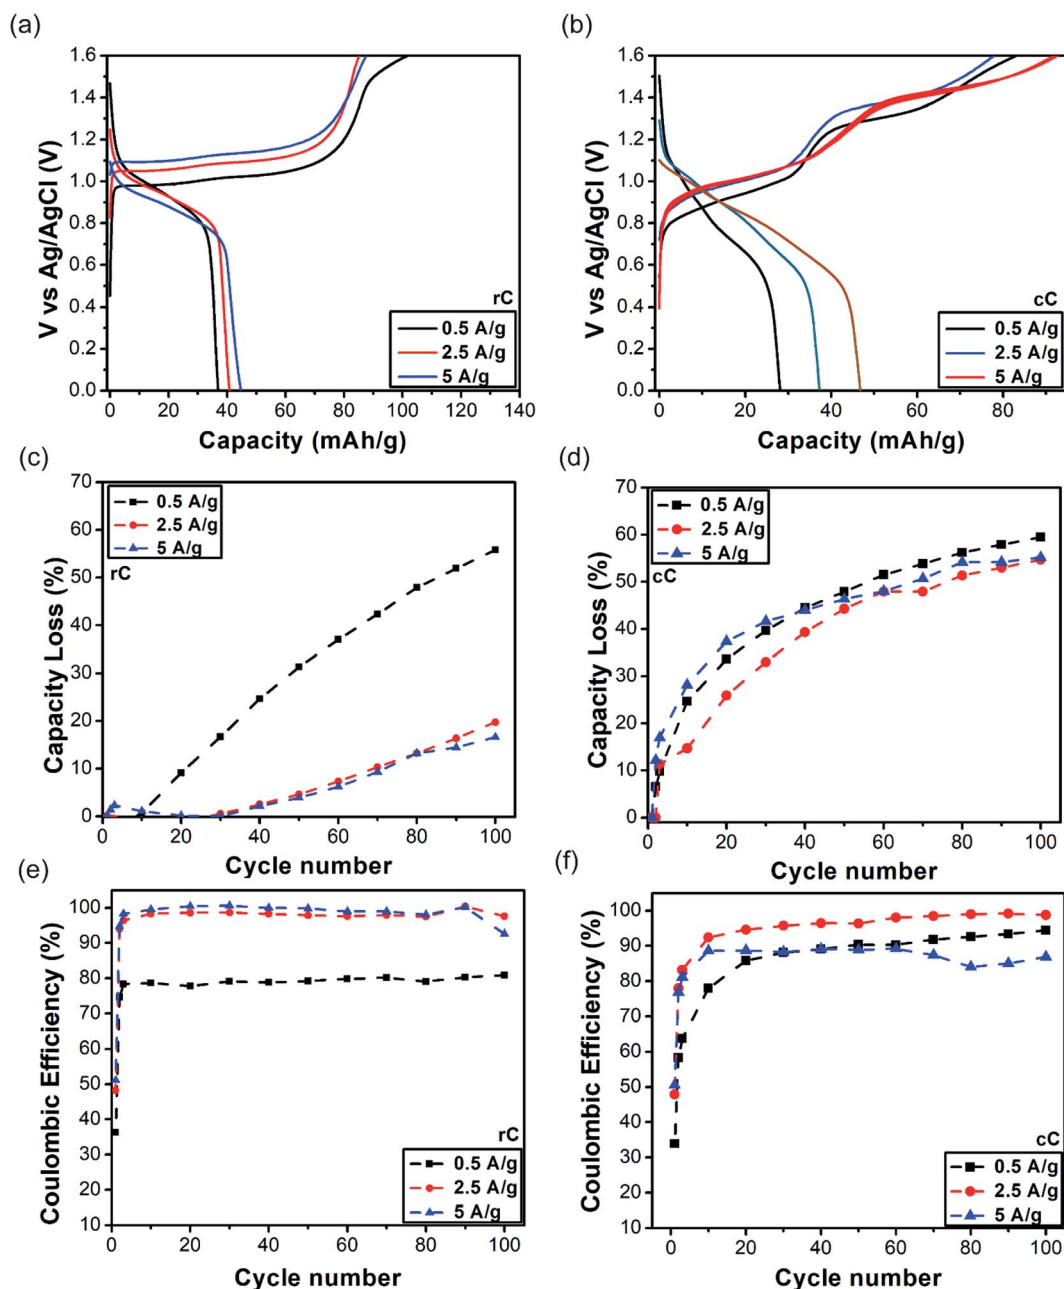 (a)
1.6
1.4
1.2
1.0
0.8
0.6
0.4
0.2
0.0
V vs Ag/AgCl (V)
rC
0.5 A/g
2.5 A/g
5 A/g
0 20 40 60 80 100 120 140
Capacity (mAh/g)
(b)
1.6
1.4
1.2
1.0
0.8
0.6
0.4
0.2
0.0
V vs Ag/AgCl (V)
cC
0.5 A/g
2.5 A/g
5 A/g
0 20 40 60 80
Capacity (mAh/g)
(c)
70
60
50
40
30
20
10
0
Capacity Loss (%)
0.5 A/g
2.5 A/g
5 A/g
rC
0 20 40 60 80 100
Cycle number
(d)
70
60
50
40
30
20
10
0
Capacity Loss (%)
0.5 A/g
2.5 A/g
5 A/g
cC
0 20 40 60 80 100
Cycle number
(e)
100
90
80
70
60
50
40
30
20
10
Coulombic Efficiency (%)
rC
0.5 A/g
2.5 A/g
5 A/g
0 20 40 60 80 100
Cycle number
(f)
100
90
80
70
60
50
40
30
20
10
Coulombic Efficiency (%)
cC
0.5 A/g
2.5 A/g
5 A/g
0 20 40 60 80 100
Cycle number